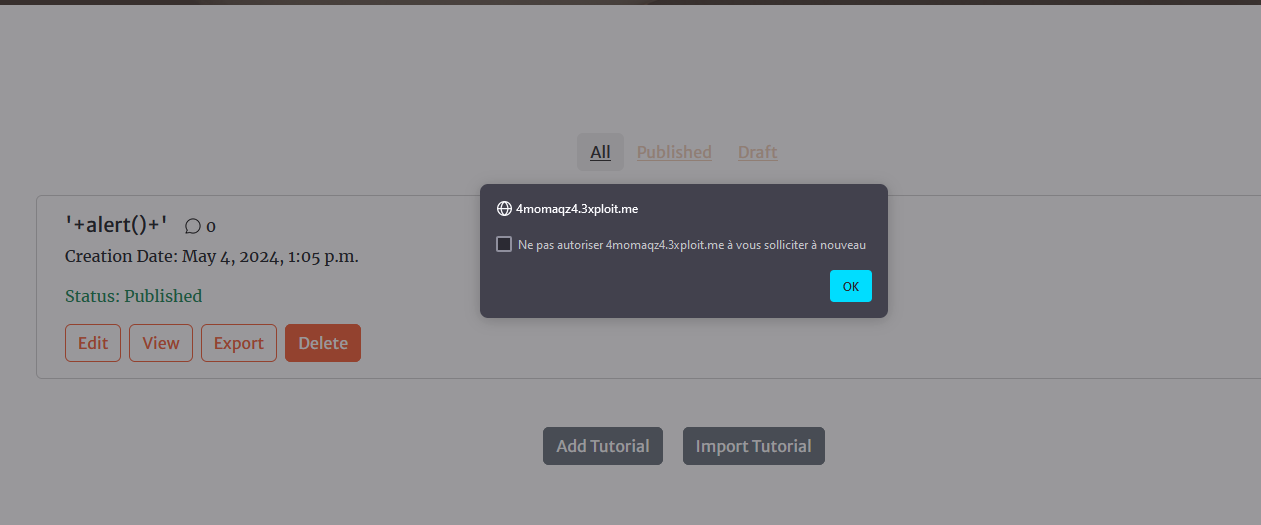 All Published Draft
4momaqz4.3xploit.me
Ne pas autoriser 4momaqz4.3xploit.me à vous solliciter à nouveau
OK
'+alert()+' 0
Creation Date: May 4, 2024, 1:05 p.m.
Status: Published
Edit View Export Delete
Add Tutorial Import Tutorial